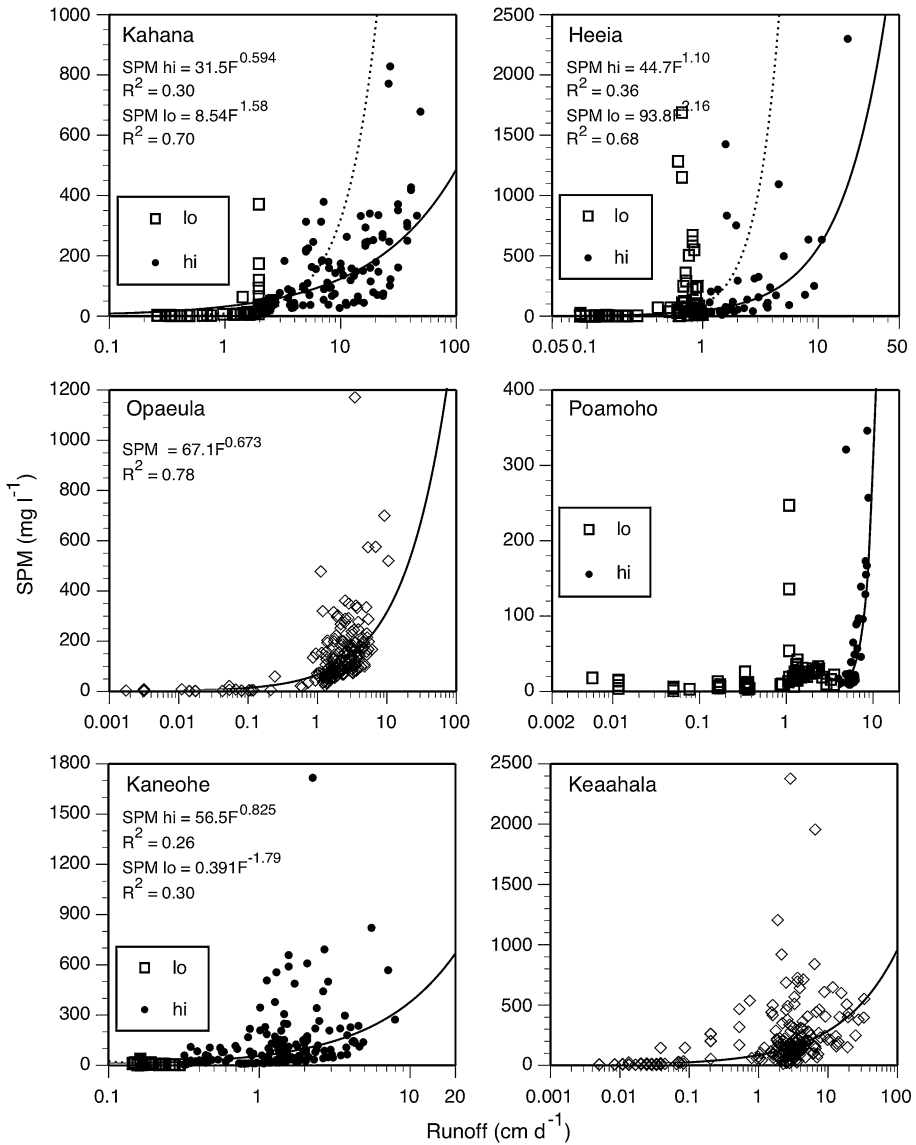 Kahana
SPM hi = 31.5F^0.594
R^2 = 0.30
SPM lo = 8.54F^1.58
R^2 = 0.70
lo
hi
1000
800
600
400
200
0
0.1 1 10 100
Heeia
SPM hi = 44.7F^1.10
R^2 = 0.36
SPM lo = 93.8F^2.16
R^2 = 0.68
lo
hi
2500
2000
1500
1000
500
0
0.05 0.1 1 10 50
Opaeula
SPM = 67.1F^0.673
R^2 = 0.78
1200
1000
800
600
400
200
0
0.001 0.01 0.1 1 10 100
Poamoho
lo
hi
400
300
200
100
0
0.002 0.01 0.1 1 10
SPM (mg l^-1)
Kaneohe
SPM hi = 56.5F^0.825
R^2 = 0.26
SPM lo = 0.391F^-1.79
R^2 = 0.30
lo
hi
1800
1500
1200
900
600
300
0
0.1 1 10 20
Keaahala
2500
2000
1500
1000
500
0
0.001 0.01 0.1 1 10 100
Runoff (cm d^-1)